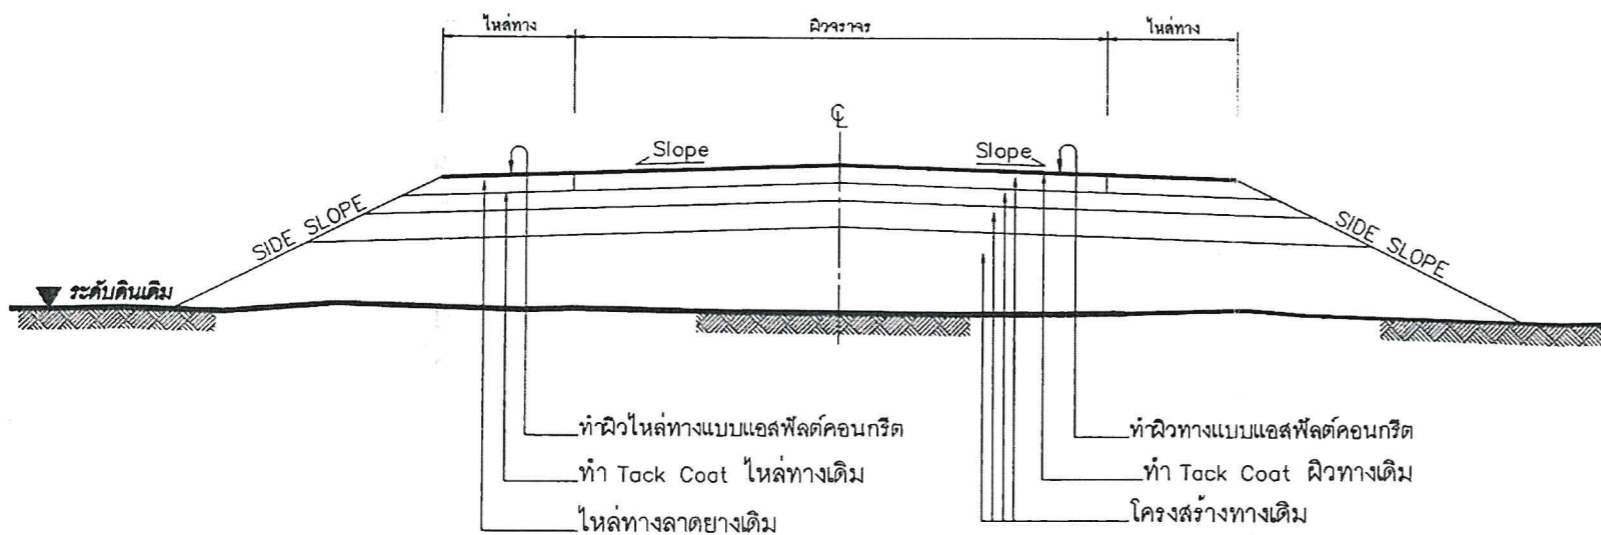 ไหล่ทาง
ผิวจราจร
ไหล่ทาง
℄
Slope
Slope
SIDE SLOPE
SIDE SLOPE
ระดับดินเดิม
ทำผิวไหล่ทางแบบแอสฟัลต์คอนกรีต
ทำผิวทางแบบแอสฟัลต์คอนกรีต
ทำ Tack Coat ไหล่ทางเดิม
ทำ Tack Coat ผิวทางเดิม
ไหล่ทางลาดยางเดิม
โครงสร้างทางเดิม